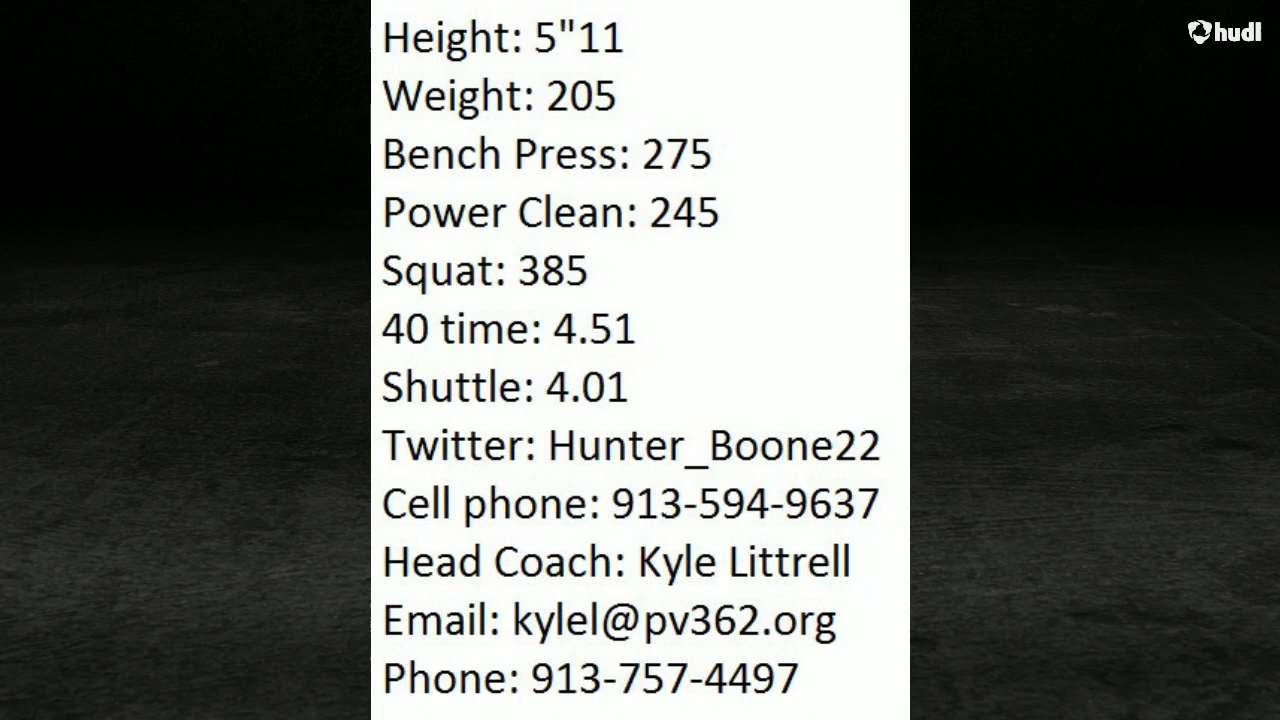 hudl
Height: 5"11
Weight: 205
Bench Press: 275
Power Clean: 245
Squat: 385
40 time: 4.51
Shuttle: 4.01
Twitter: Hunter_Boone22
Cell phone: 913-594-9637
Head Coach: Kyle Littrell
Email: kylel@pv362.org
Phone: 913-757-4497